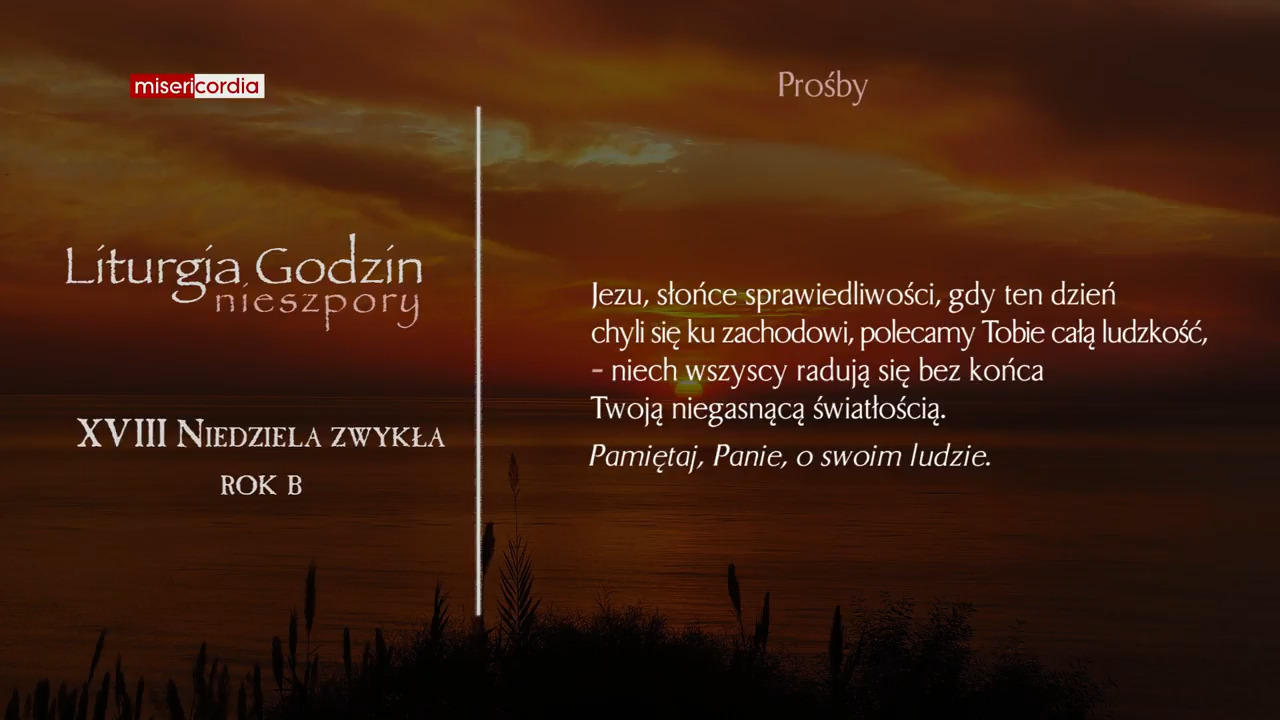 misericordia
Liturgia Godzin
nieszpory
XVIII Niedziela zwykła
rok B
Prośby
Jezu, słońce sprawiedliwości, gdy ten dzień
chyli się ku zachodowi, polecamy Tobie całą ludzkość,
- niech wszyscy radują się bez końca
Twoją niegasnącą światłością.
Pamiętaj, Panie, o swoim ludzie.